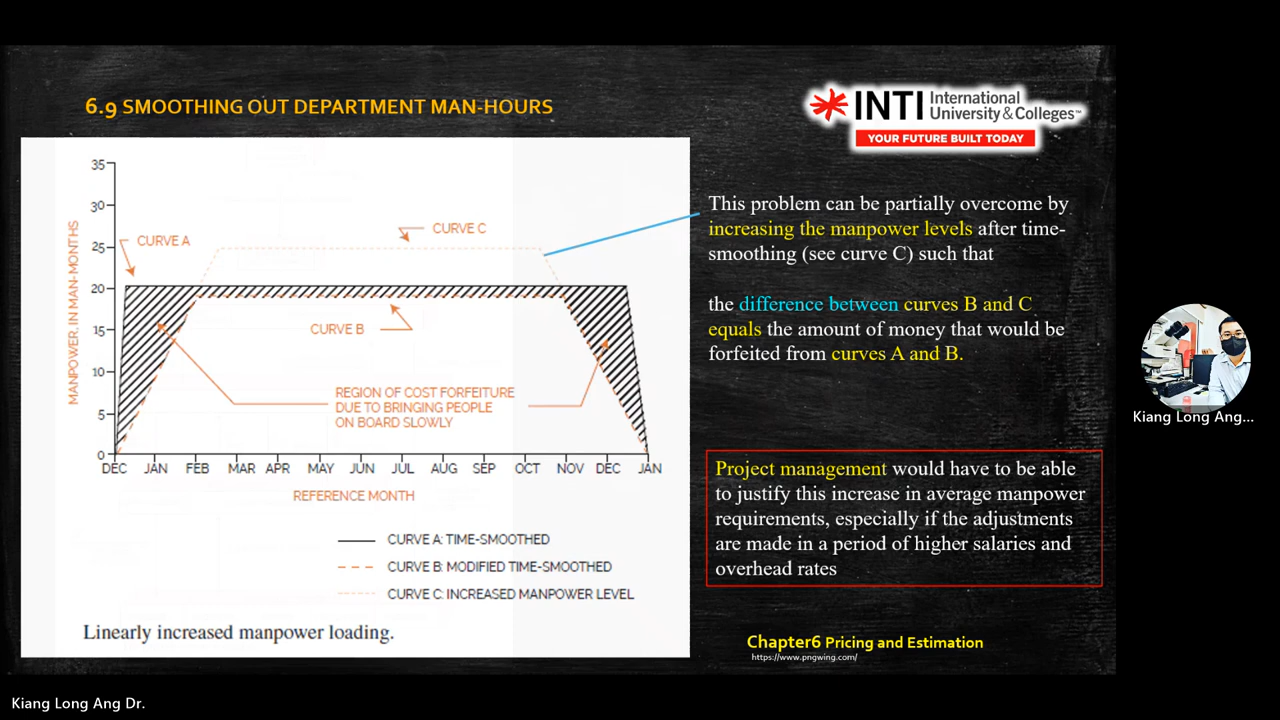 6.9 SMOOTHING OUT DEPARTMENT MAN-HOURS
INTI International University & Colleges™
YOUR FUTURE BUILT TODAY
35
30
25
20
15
10
5
0
MANPOWER, IN MAN-MONTHS
CURVE A
CURVE C
CURVE B
REGION OF COST FORFEITURE
DUE TO BRINGING PEOPLE
ON BOARD SLOWLY
DEC JAN FEB MAR APR MAY JUN JUL AUG SEP OCT NOV DEC JAN
REFERENCE MONTH
CURVE A: TIME-SMOOTHED
CURVE B: MODIFIED TIME-SMOOTHED
CURVE C: INCREASED MANPOWER LEVEL
Linearly increased manpower loading.
This problem can be partially overcome by
increasing the manpower levels after time-
smoothing (see curve C) such that
the difference between curves B and C
equals the amount of money that would be
forfeited from curves A and B.
Project management would have to be able
to justify this increase in average manpower
requirements, especially if the adjustments
are made in a period of higher salaries and
overhead rates
Chapter6 Pricing and Estimation
https://www.pngwing.com/
Kiang Long Ang...
Kiang Long Ang Dr.